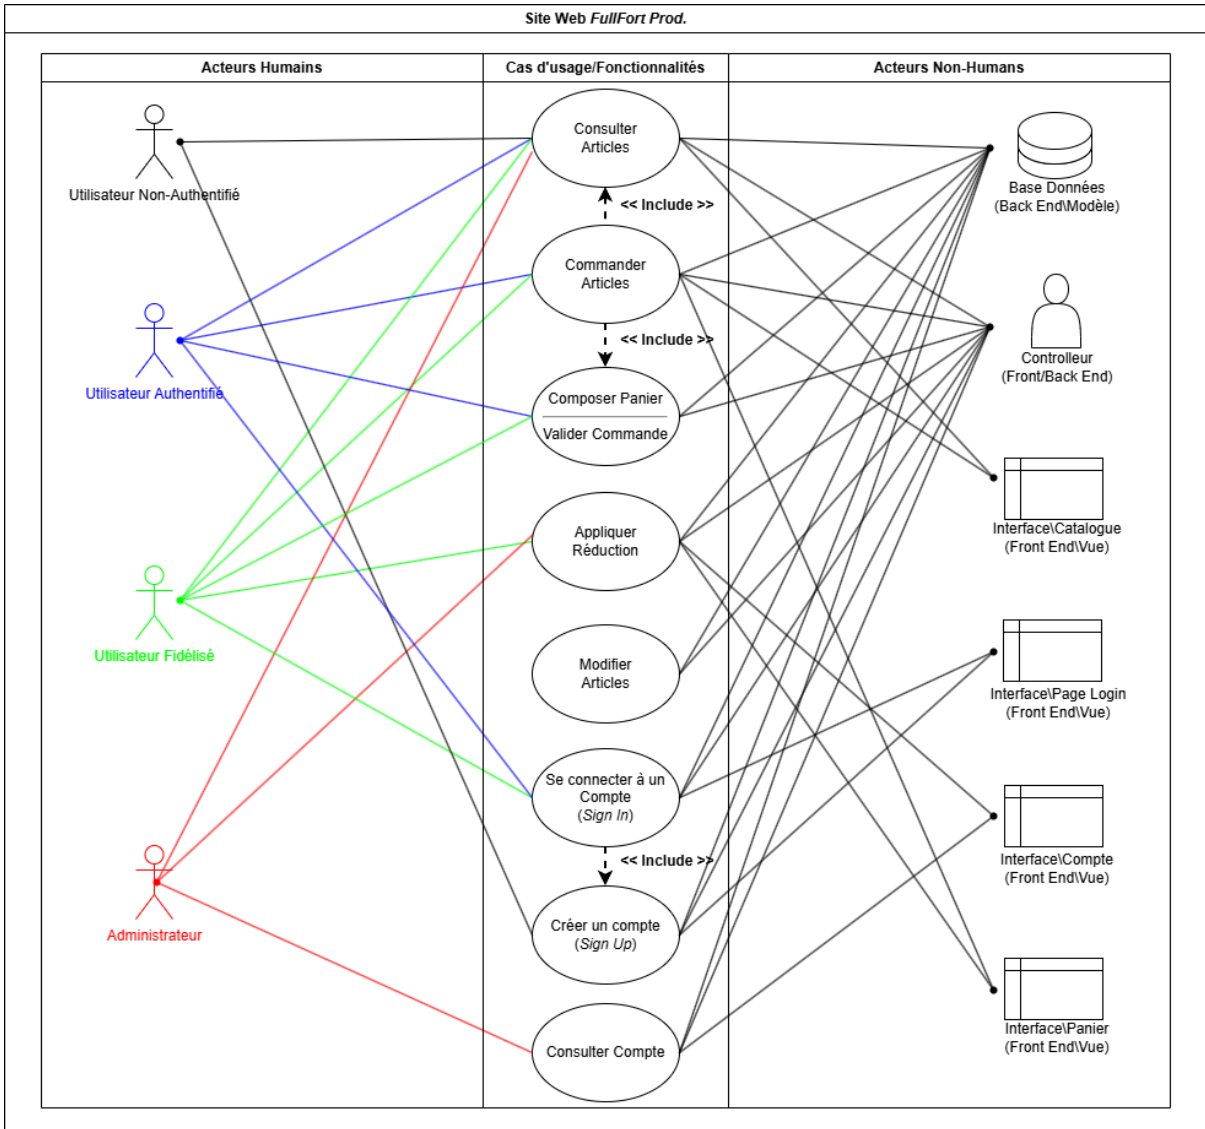 Site Web FullFort Prod.
Acteurs Humains
Cas d'usage/Fonctionnalités
Acteurs Non-Humans
Utilisateur Non-Authentifié
Utilisateur Authentifié
Utilisateur Fidélisé
Administrateur
Consulter
Articles
<< Include >>
Commander
Articles
<< Include >>
Composer Panier
Valider Commande
Appliquer
Réduction
Modifier
Articles
Se connecter à un
Compte
(Sign In)
<< Include >>
Créer un compte
(Sign Up)
Consulter Compte
Base Données
(Back End\Modèle)
Controlleur
(Front/Back End)
Interface\Catalogue
(Front End\Vue)
Interface\Page Login
(Front End\Vue)
Interface\Compte
(Front End\Vue)
Interface\Panier
(Front End\Vue)